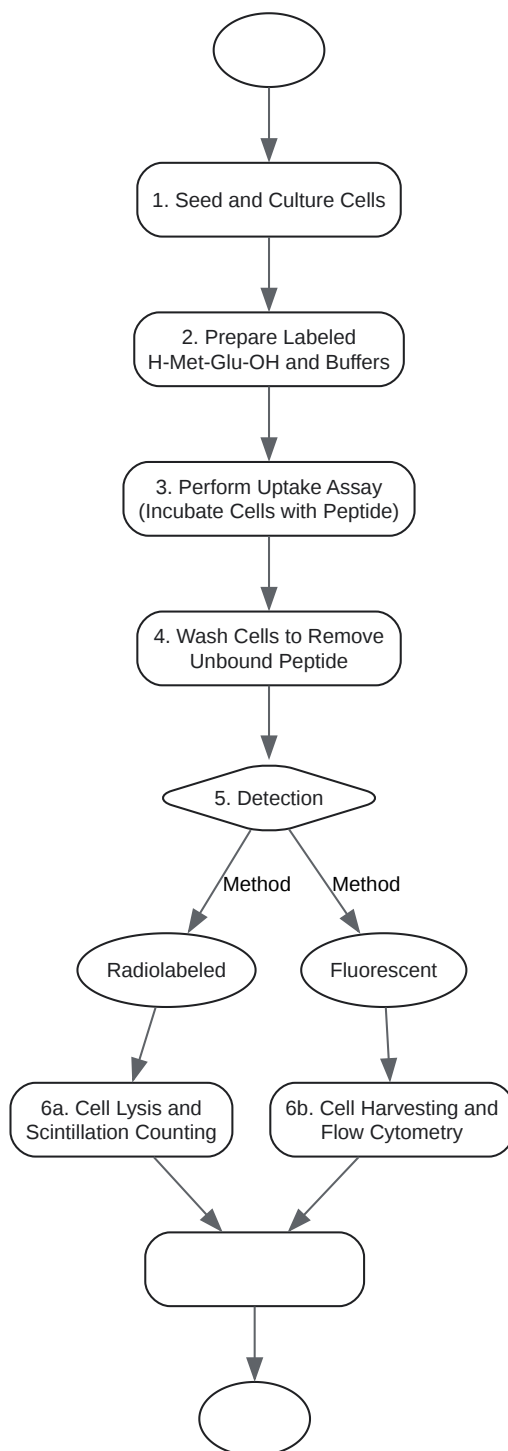 1. Seed and Culture Cells
2. Prepare Labeled
H-Met-Glu-OH and Buffers
3. Perform Uptake Assay
(Incubate Cells with Peptide)
4. Wash Cells to Remove
Unbound Peptide
5. Detection
Method
Method
Radiolabeled
Fluorescent
6a. Cell Lysis and
Scintillation Counting
6b. Cell Harvesting and
Flow Cytometry